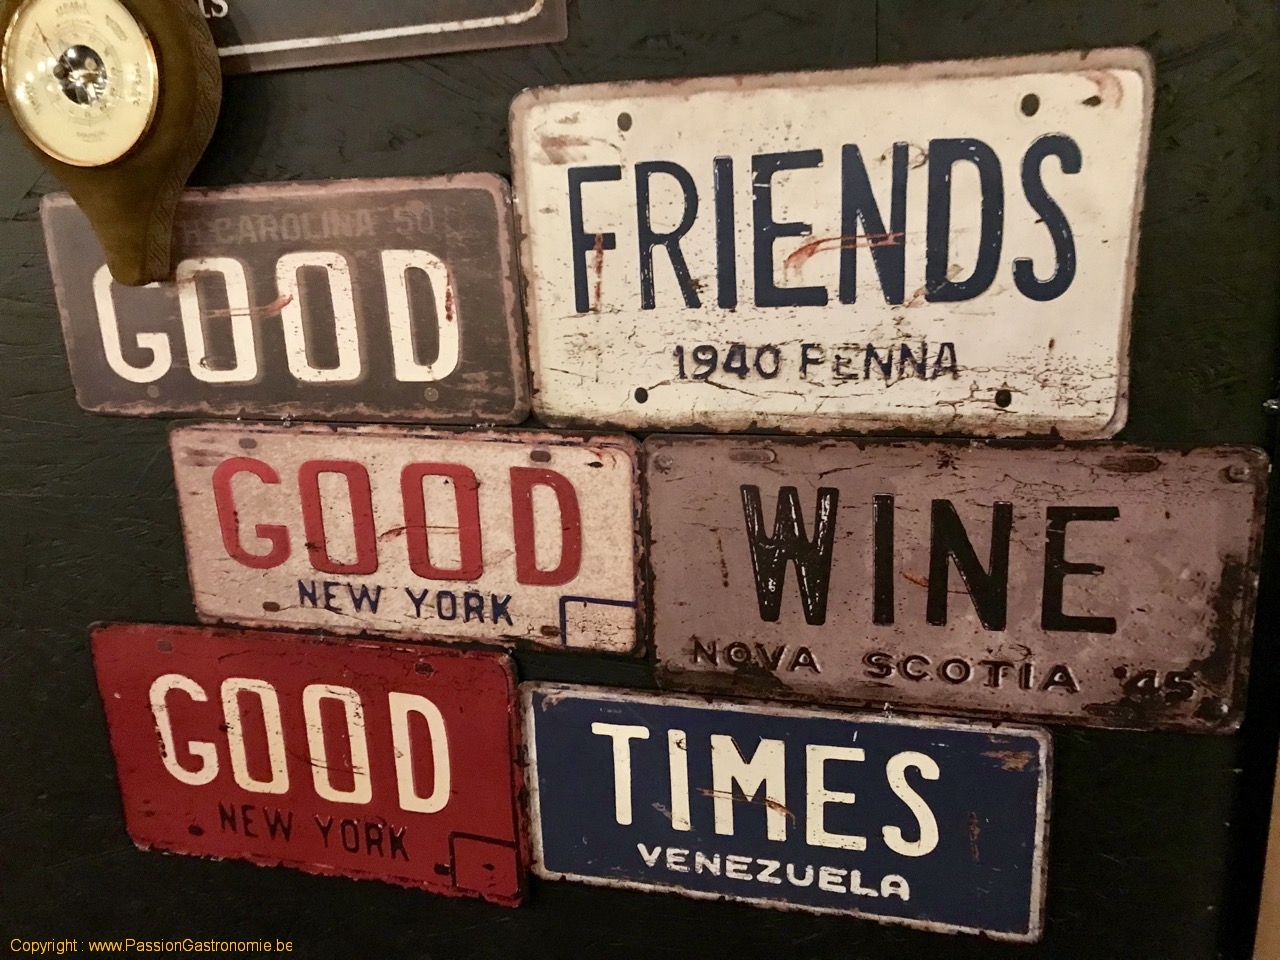 GOOD
FRIENDS
1940 PENNA
GOOD
NEW YORK
WINE
NOVA SCOTIA '45
GOOD
NEW YORK
TIMES
VENEZUELA
CAROLINA 50
Copyright : www.PassionGastronomie.be